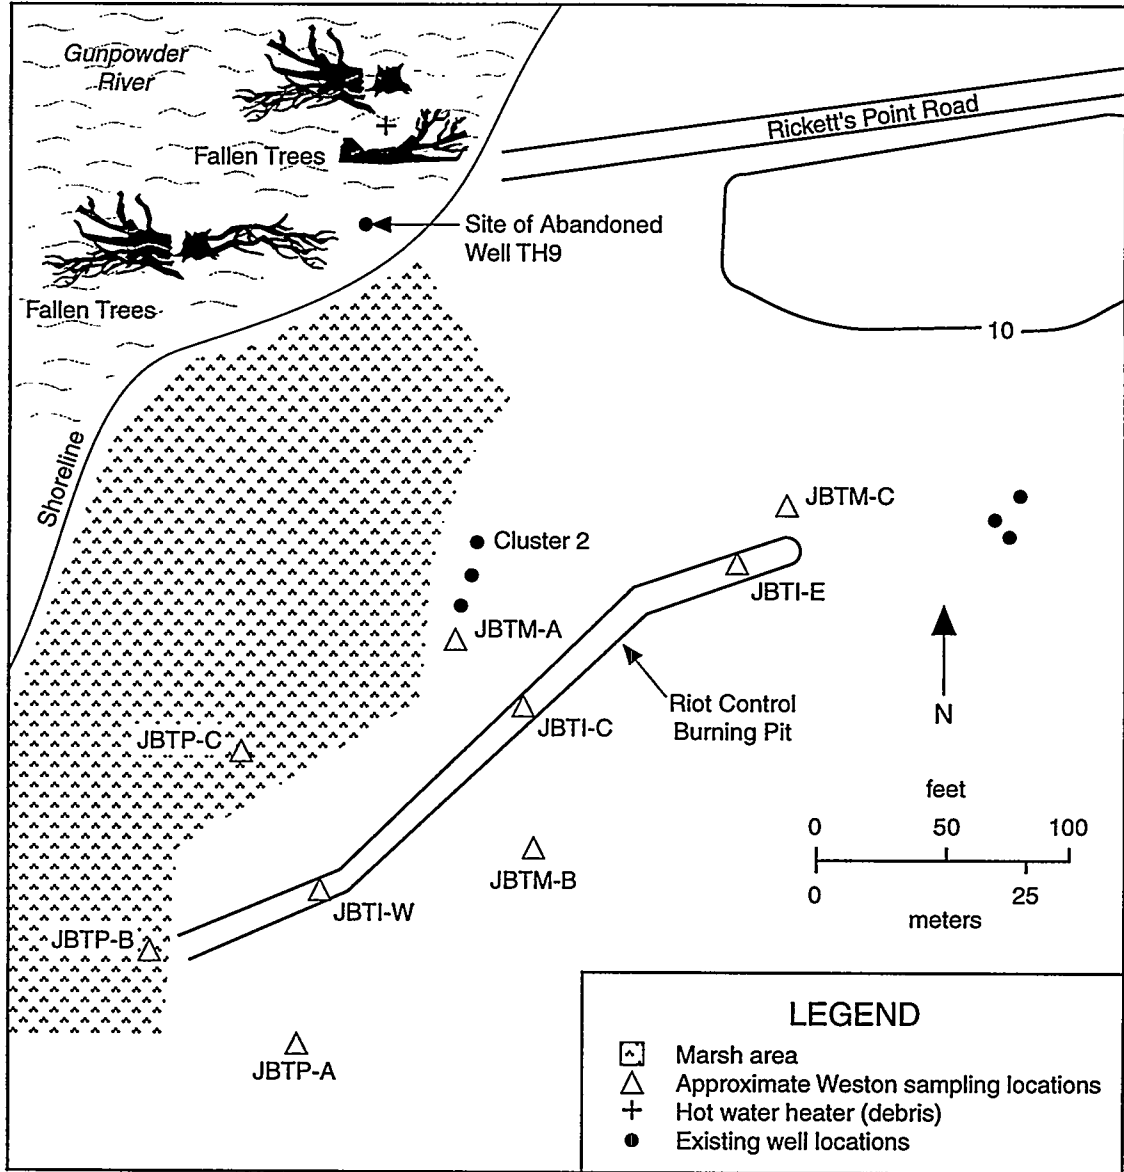 Gunpowder
River
Rickett's Point Road
Fallen Trees
Site of Abandoned
Well TH9
Fallen Trees
10
Shoreline
JBTM-C
Cluster 2
JBTI-E
JBTM-A
Riot Control
Burning Pit
JBTI-C
N
JBTP-C
feet
0 50 100
0 25
meters
JBTM-B
JBTI-W
JBTP-B
JBTP-A
LEGEND
Marsh area
Approximate Weston sampling locations
Hot water heater (debris)
Existing well locations